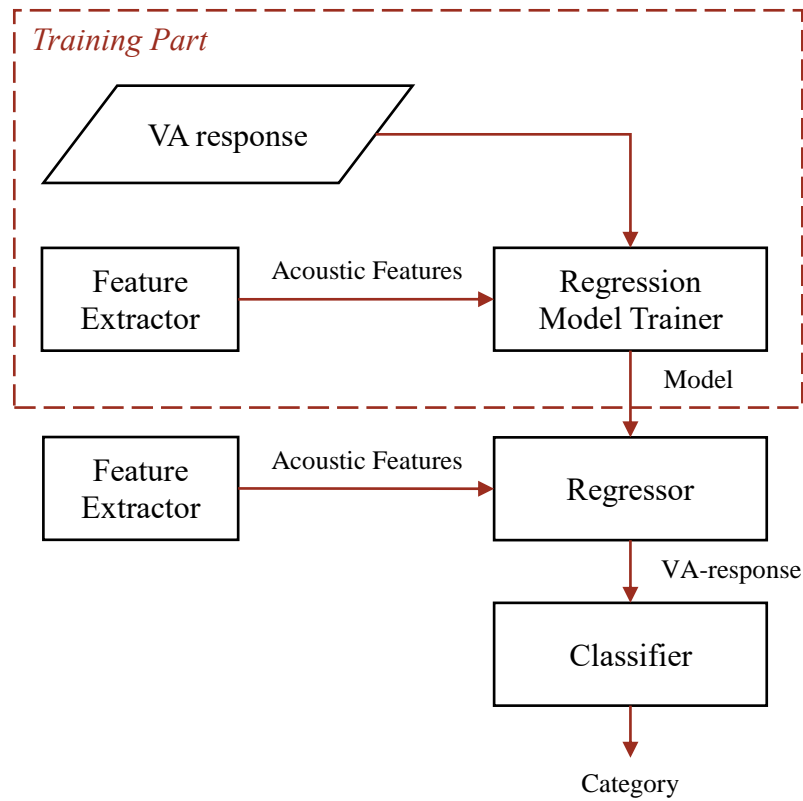 Training Part
VA response
Feature
Extractor
Acoustic Features
Regression
Model Trainer
Model
Feature
Extractor
Acoustic Features
Regressor
VA-response
Classifier
Category